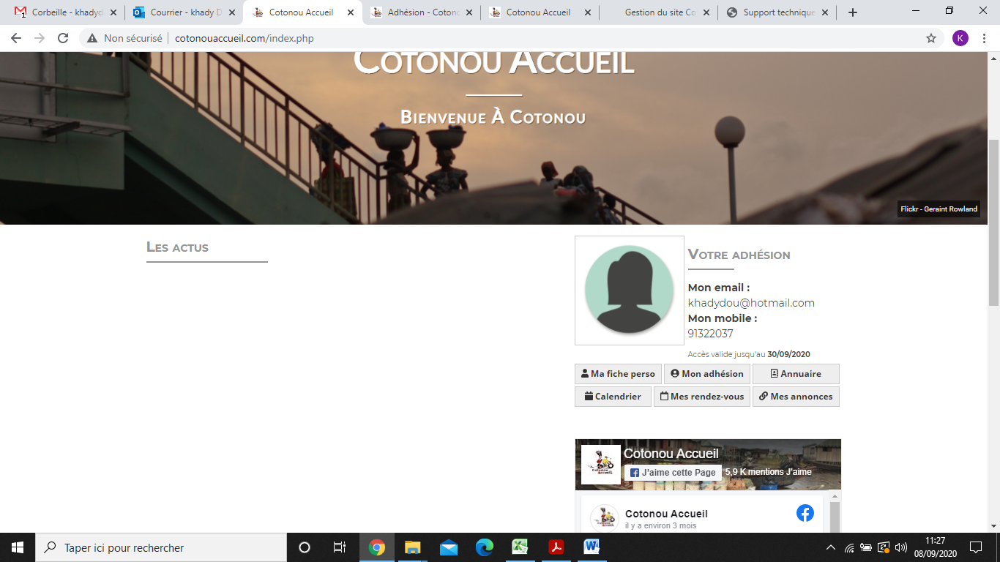 Corbeille - khadyd
Courrier - khady D
Cotonou Accueil
Adhésion - Cotono
Cotonou Accueil
Gestion du site Co
Support technique
Non sécurisé
cotonouaccueil.com/index.php
K
COTONOU ACCUEIL
BIENVENUE À COTONOU
Flickr - Geraint Rowland
LES ACTUS
VOTRE ADHÉSION
Mon email :
khadydou@hotmail.com
Mon mobile :
91322037
Accès valide jusqu'au 30/09/2020
Ma fiche perso
Mon adhésion
Annuaire
Calendrier
Mes rendez-vous
Mes annonces
Cotonou Accueil
J'aime cette Page
5,9 K mentions J'aime
Cotonou Accueil
il y a environ 3 mois
Taper ici pour rechercher
11:27
08/09/2020